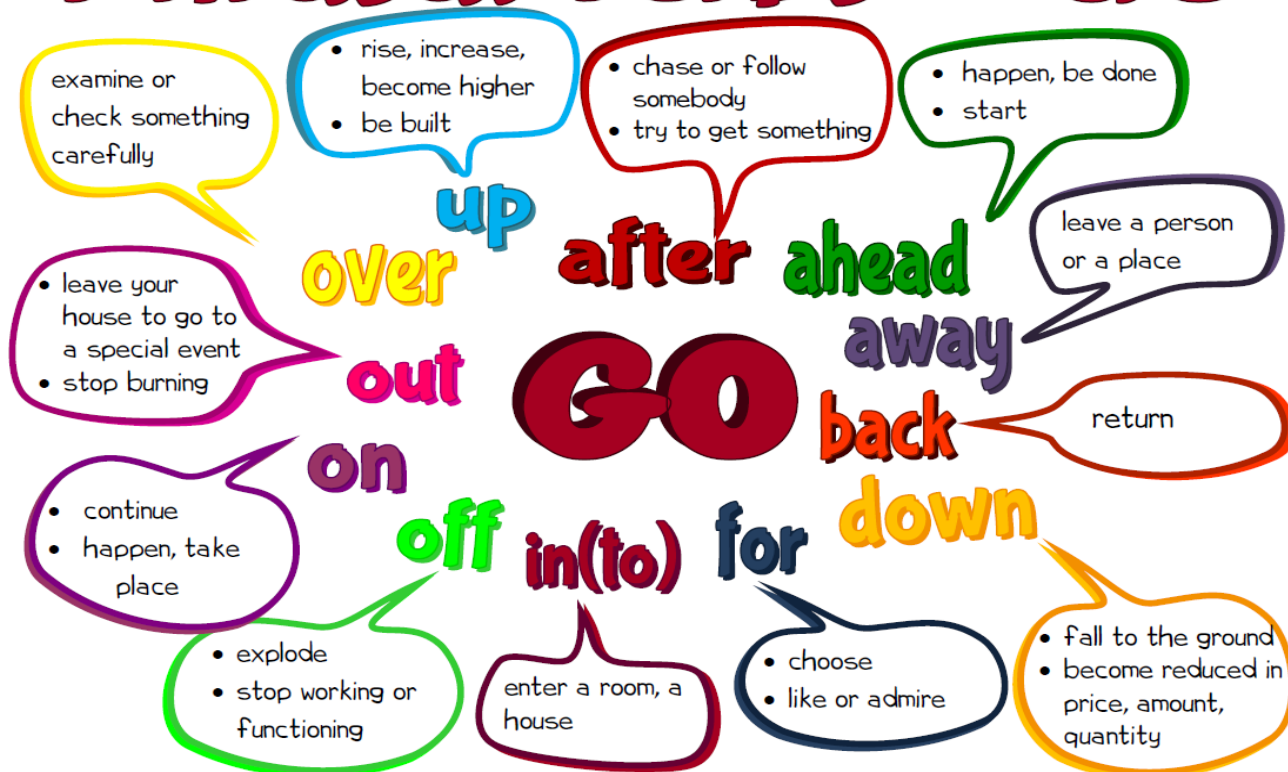 examine or
check something
carefully
• rise, increase,
become higher
• be built
• chase or follow
somebody
• try to get something
• happen, be done
• start
up
over
after
ahead
leave a person
or a place
away
• leave your
house to go to
a special event
• stop burning
out
GO
back
return
on
• continue
• happen, take
place
off
in(to)
for
down
• explode
• stop working or
functioning
enter a room, a
house
• choose
• like or admire
• fall to the ground
• become reduced in
price, amount,
quantity